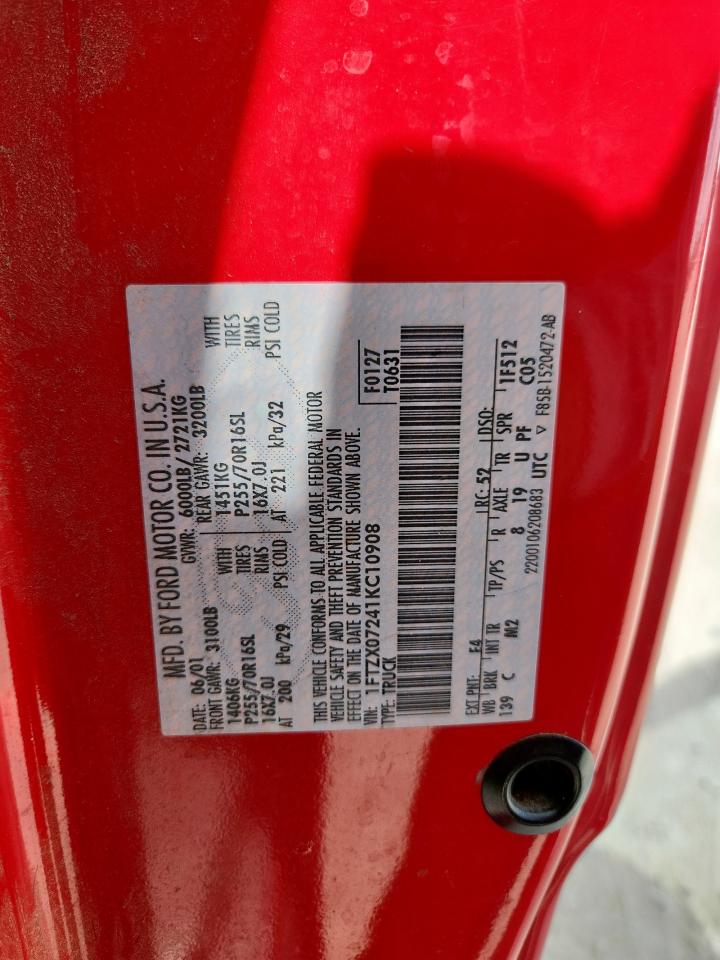 MFD. BY FORD MOTOR CO. IN U.S.A.
DATE: 06/01 GVWR: 6000LB/ 2721KG
FRONT GAWR: 3100LB REAR GAWR: 3200LB
1406KG WITH 1451KG WITH
P255/70R16SL TIRES P255/70R16SL TIRES
16X7.0J RIMS 16X7.0J RIMS
AT 200 kPa/29 PSI COLD AT 221 kPa/32 PSI COLD
THIS VEHICLE CONFORMS TO ALL APPLICABLE FEDERAL MOTOR
VEHICLE SAFETY AND THEFT PREVENTION STANDARDS IN
EFFECT ON THE DATE OF MANUFACTURE SHOWN ABOVE.
VIN: 1FTZX07241KC10908 F0127
TYPE: TRUCK T0631
EXT PNT: E4 RC: 52 DSO:
WB BRK INT TR TP/PS R AXLE TR SPR 1F512
139 C M2 8 19 U PF C05
2200106208683 UTC ▽ F85B-1520472-AB